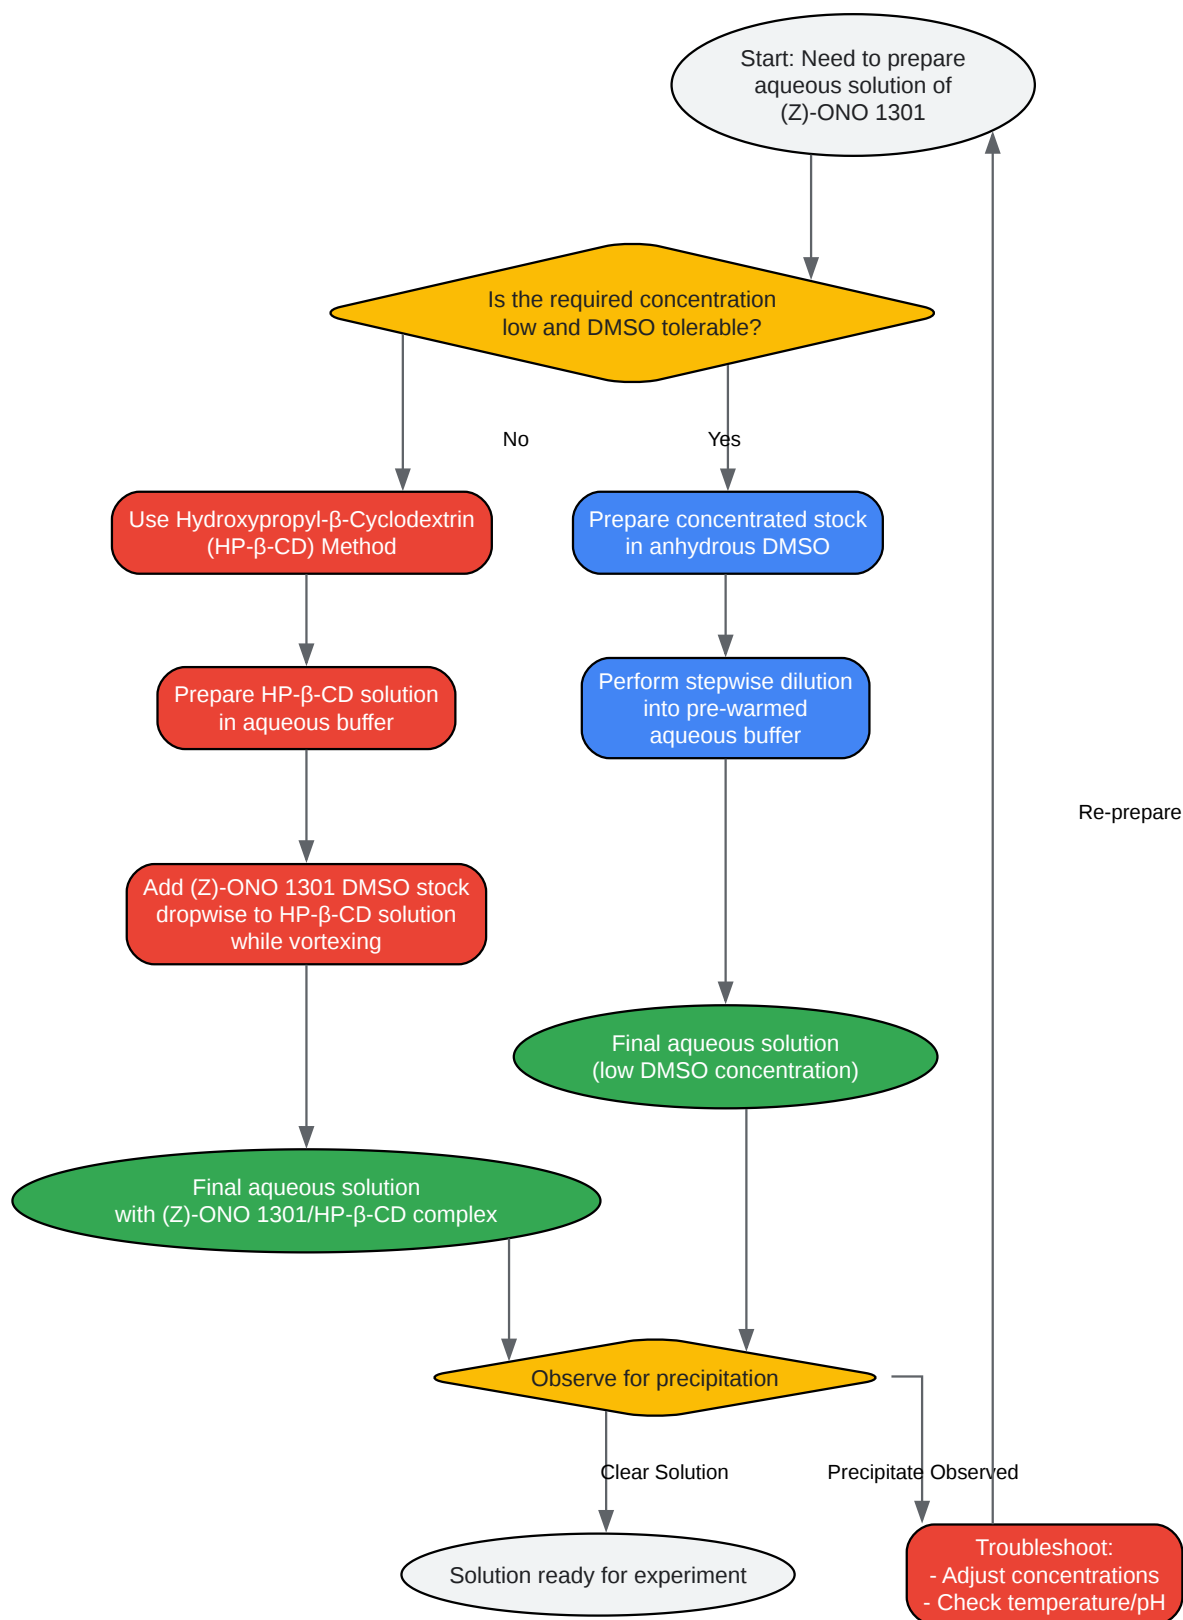 Start: Need to prepare
aqueous solution of
(Z)-ONO 1301
Is the required concentration
low and DMSO tolerable?
No
Yes
Use Hydroxypropyl-β-Cyclodextrin
(HP-β-CD) Method
Prepare concentrated stock
in anhydrous DMSO
Prepare HP-β-CD solution
in aqueous buffer
Perform stepwise dilution
into pre-warmed
aqueous buffer
Re-prepare
Add (Z)-ONO 1301 DMSO stock
dropwise to HP-β-CD solution
while vortexing
Final aqueous solution
(low DMSO concentration)
Final aqueous solution
with (Z)-ONO 1301/HP-β-CD complex
Observe for precipitation
Clear Solution
Precipitate Observed
Solution ready for experiment
Troubleshoot:
- Adjust concentrations
- Check temperature/pH